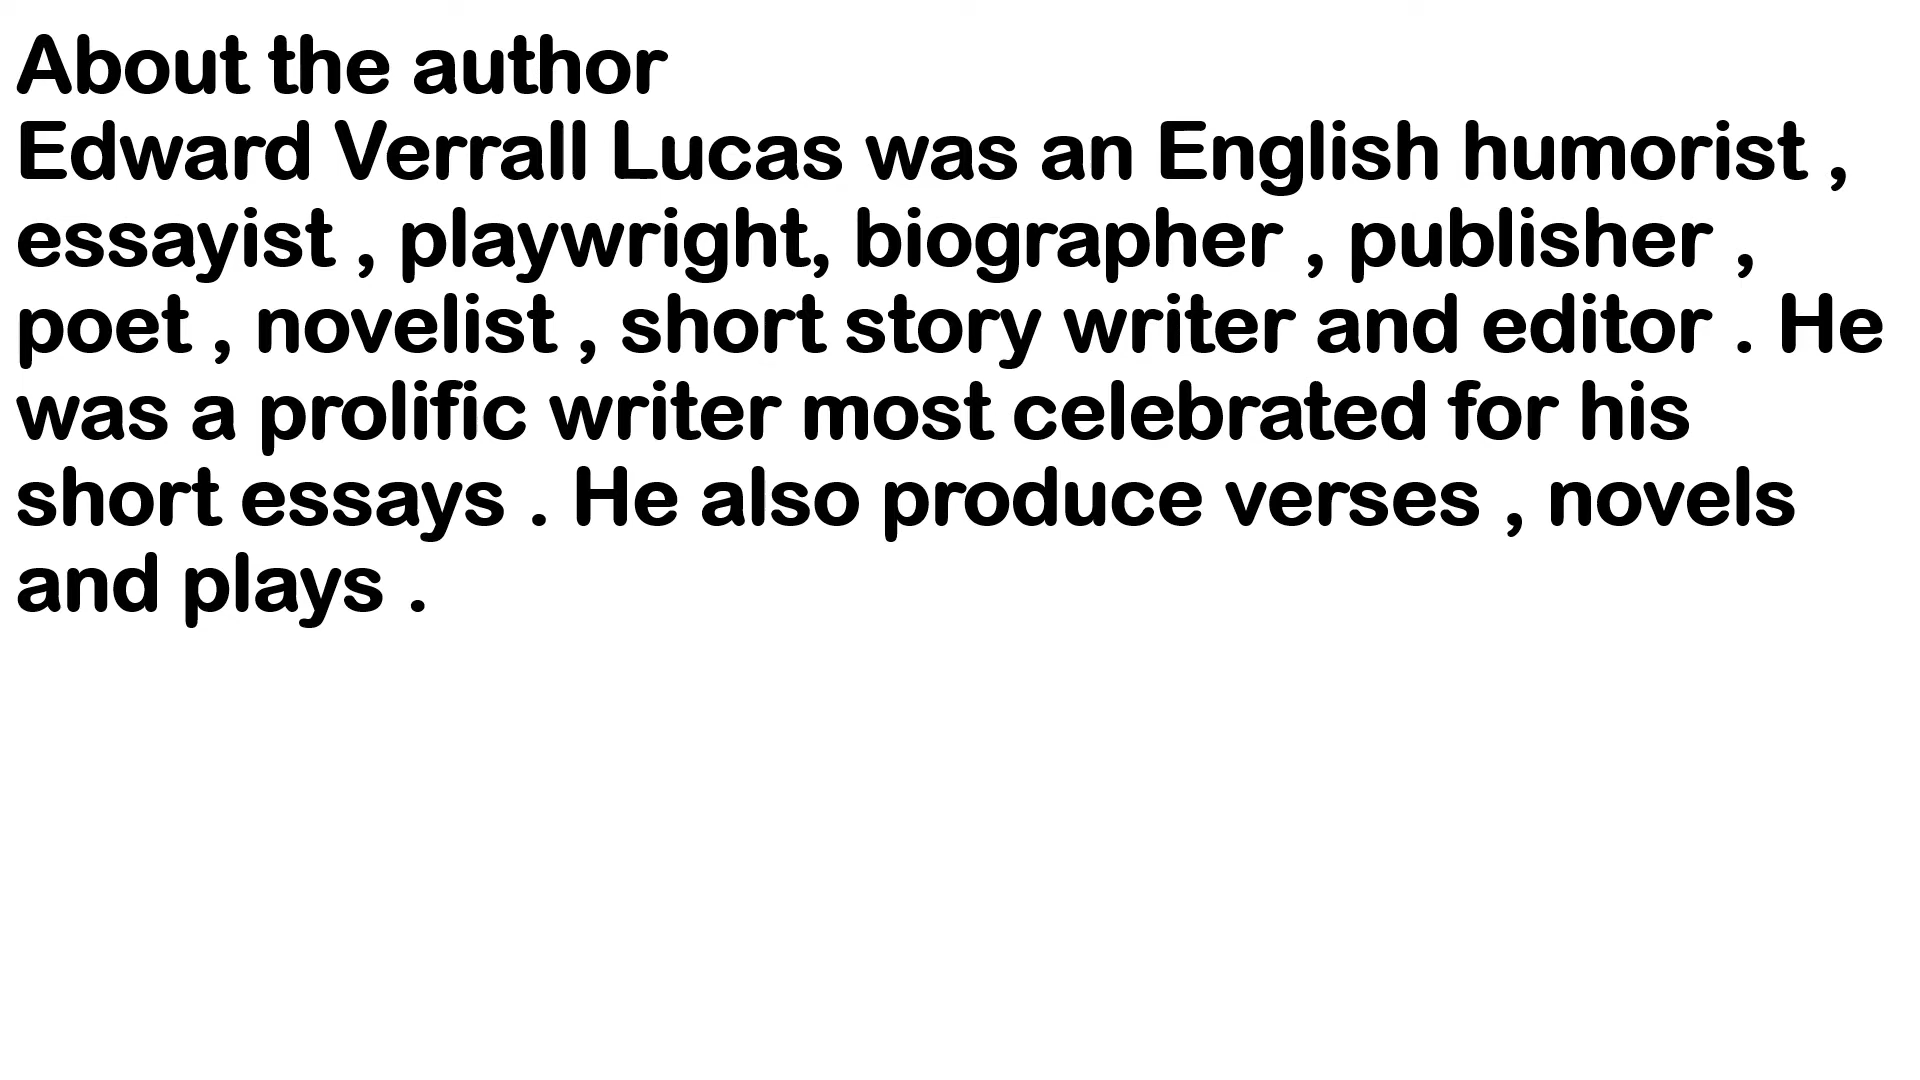 About the author
Edward Verrall Lucas was an English humorist ,
essayist , playwright, biographer , publisher ,
poet , novelist , short story writer and editor . He
was a prolific writer most celebrated for his
short essays . He also produce verses , novels
and plays .